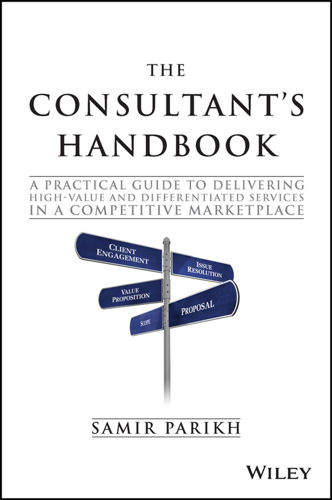 THE
CONSULTANT'S
HANDBOOK
A PRACTICAL GUIDE TO DELIVERING
HIGH-VALUE AND DIFFERENTIATED SERVICES
IN A COMPETITIVE MARKETPLACE
CLIENT
ENGAGEMENT
ISSUE
RESOLUTION
VALUE
PROPOSITION
PROPOSAL
SCOPE
SAMIR PARIKH
WILEY